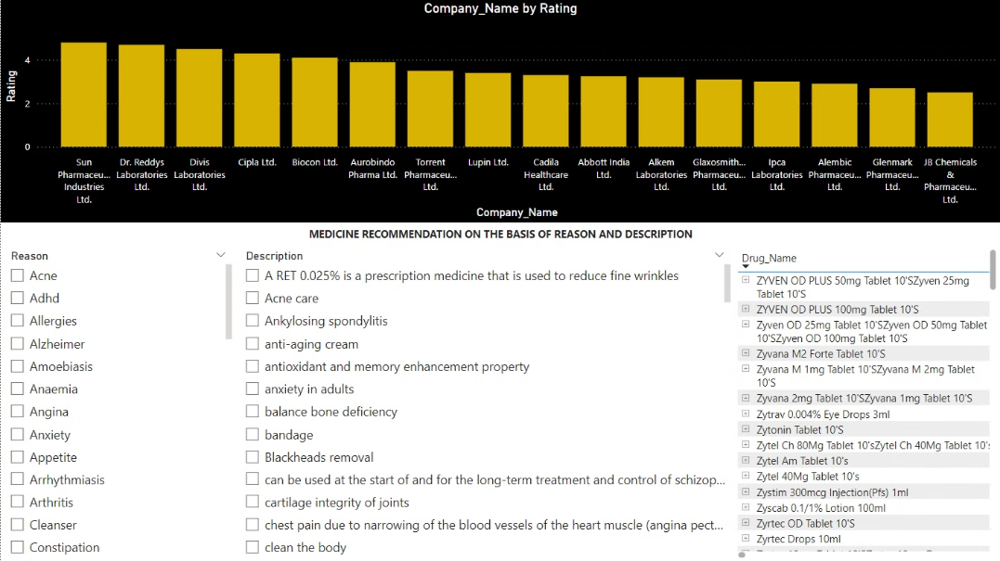 Company_Name by Rating
Rating
4
2
0
Sun Pharmaceu... Industries Ltd.
Dr. Reddys Laboratories Ltd.
Divis Laboratories Ltd.
Cipla Ltd.
Biocon Ltd.
Aurobindo Pharma Ltd.
Torrent Pharmaceu... Ltd.
Lupin Ltd.
Cadila Healthcare Ltd.
Abbott India Ltd.
Alkem Laboratories Ltd.
Glaxosmith... Pharmaceu... Ltd.
Ipca Laboratories Ltd.
Alembic Pharmaceu... Ltd.
Glenmark Pharmaceu... Ltd.
JB Chemicals & Pharmaceu... Ltd.
Company_Name
MEDICINE RECOMMENDATION ON THE BASIS OF REASON AND DESCRIPTION
Reason
Acne
Adhd
Allergies
Alzheimer
Amoebiasis
Anaemia
Angina
Anxiety
Appetite
Arrhythmiasis
Arthritis
Cleanser
Constipation
Description
A RET 0.025% is a prescription medicine that is used to reduce fine wrinkles
Acne care
Ankylosing spondylitis
anti-aging cream
antioxidant and memory enhancement property
anxiety in adults
balance bone deficiency
bandage
Blackheads removal
can be used at the start of and for the long-term treatment and control of schizop...
cartilage integrity of joints
chest pain due to narrowing of the blood vessels of the heart muscle (angina pect...
clean the body
Drug_Name
ZYVEN OD PLUS 50mg Tablet 10'SZyven 25mg
Tablet 10'S
ZYVEN OD PLUS 100mg Tablet 10'S
Zyven OD 25mg Tablet 10'SZyven OD 50mg Tablet
10'SZyven OD 100mg Tablet 10'S
Zyvana M2 Forte Tablet 10'S
Zyvana M 1mg Tablet 10'SZyvana M 2mg Tablet
10'S
Zyvana 2mg Tablet 10'SZyvana 1mg Tablet 10'S
Zytrav 0.004% Eye Drops 3ml
Zytonin Tablet 10'S
Zytel Ch 80Mg Tablet 10'sZytel Ch 40Mg Tablet 10's
Zytel Am Tablet 10's
Zytel 40Mg Tablet 10's
Zystim 300mcg Injection(Pfs) 1ml
Zyscab 0.1/1% Lotion 100ml
Zyrtec OD Tablet 10'S
Zyrtec Drops 10ml